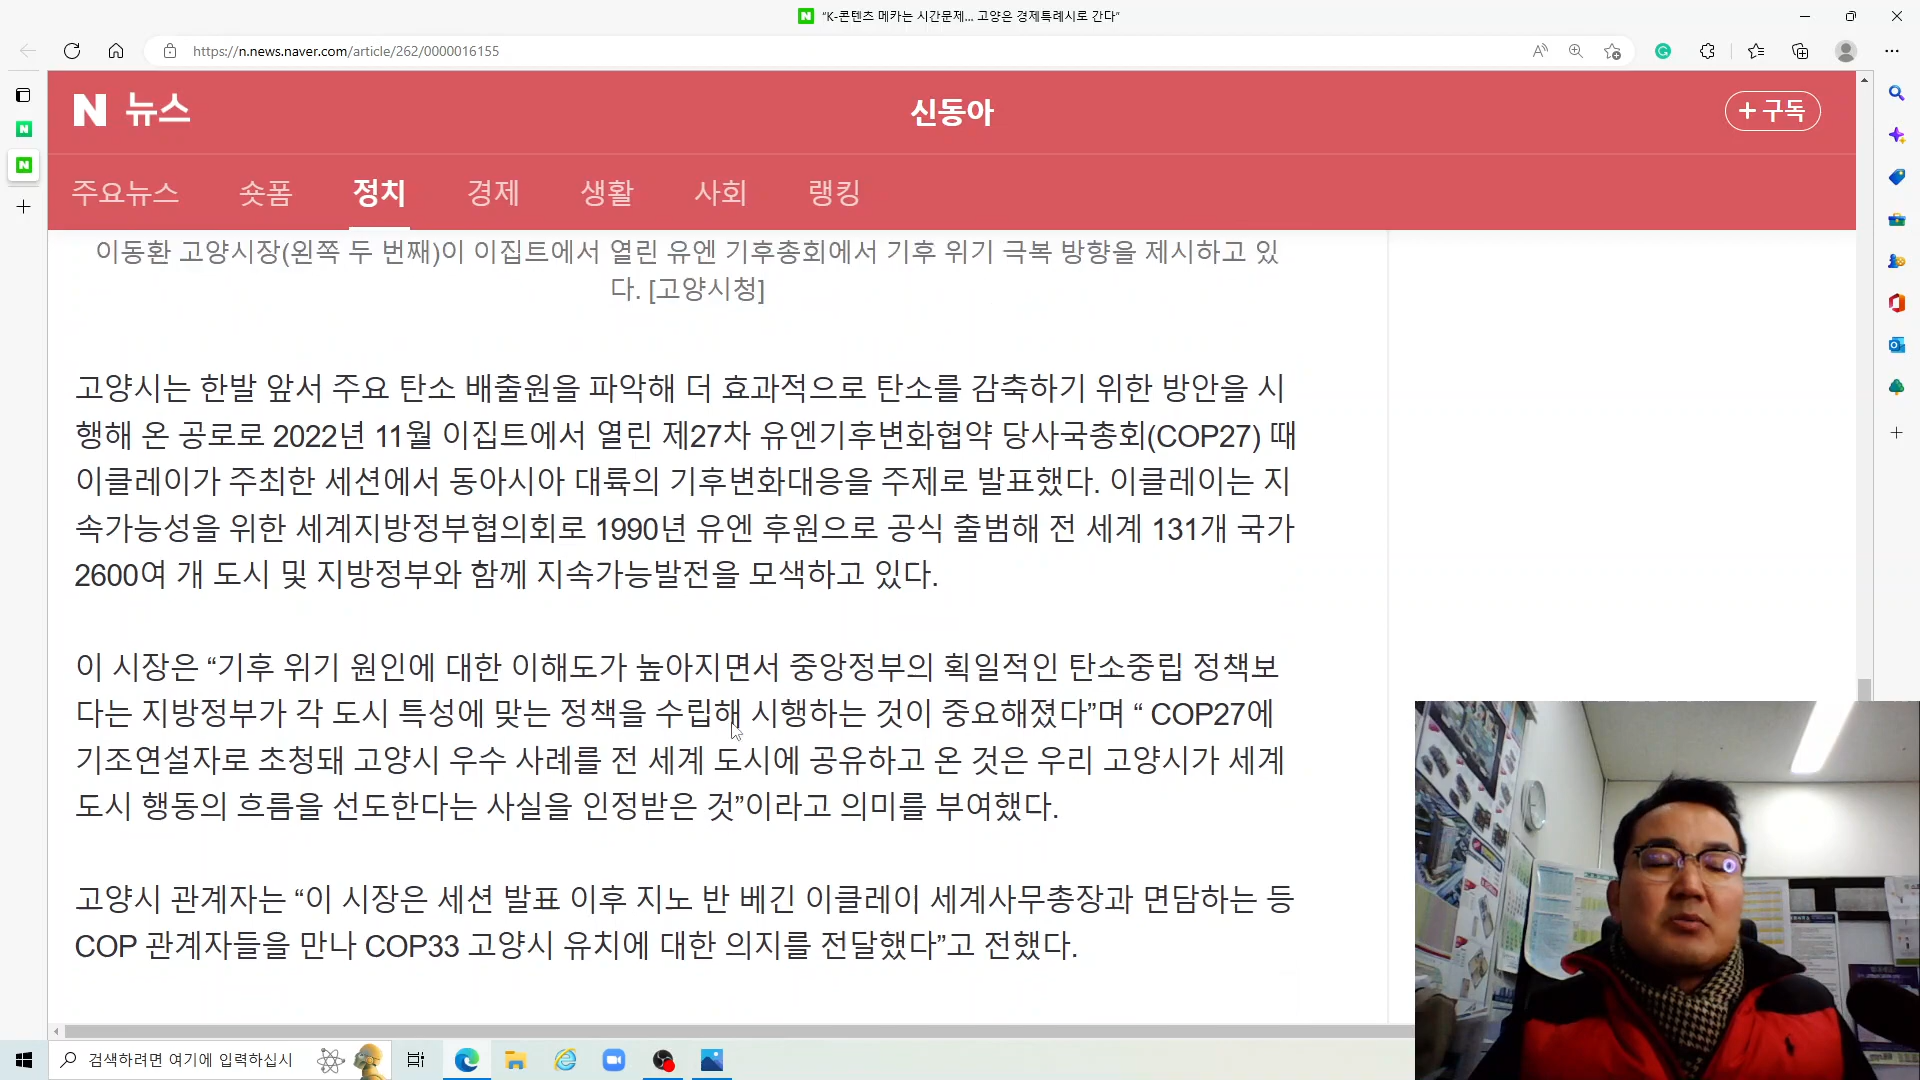 “K-콘텐츠 메카는 시간문제... 고양은 경제특례시로 간다”
https://n.news.naver.com/article/262/0000016155
N 뉴스
신동아
+ 구독
주요뉴스 숏폼 정치 경제 생활 사회 랭킹
이동환 고양시장(왼쪽 두 번째)이 이집트에서 열린 유엔 기후총회에서 기후 위기 극복 방향을 제시하고 있
다. [고양시청]
고양시는 한발 앞서 주요 탄소 배출원을 파악해 더 효과적으로 탄소를 감축하기 위한 방안을 시
행해 온 공로로 2022년 11월 이집트에서 열린 제27차 유엔기후변화협약 당사국총회(COP27) 때
이클레이가 주최한 세션에서 동아시아 대륙의 기후변화대응을 주제로 발표했다. 이클레이는 지
속가능성을 위한 세계지방정부협의회로 1990년 유엔 후원으로 공식 출범해 전 세계 131개 국가
2600여 개 도시 및 지방정부와 함께 지속가능발전을 모색하고 있다.
이 시장은 “기후 위기 원인에 대한 이해도가 높아지면서 중앙정부의 획일적인 탄소중립 정책보
다는 지방정부가 각 도시 특성에 맞는 정책을 수립해 시행하는 것이 중요해졌다”며 “ COP27에
기조연설자로 초청돼 고양시 우수 사례를 전 세계 도시에 공유하고 온 것은 우리 고양시가 세계
도시 행동의 흐름을 선도한다는 사실을 인정받은 것”이라고 의미를 부여했다.
고양시 관계자는 “이 시장은 세션 발표 이후 지노 반 베긴 이클레이 세계사무총장과 면담하는 등
COP 관계자들을 만나 COP33 고양시 유치에 대한 의지를 전달했다”고 전했다.
검색하려면 여기에 입력하십시